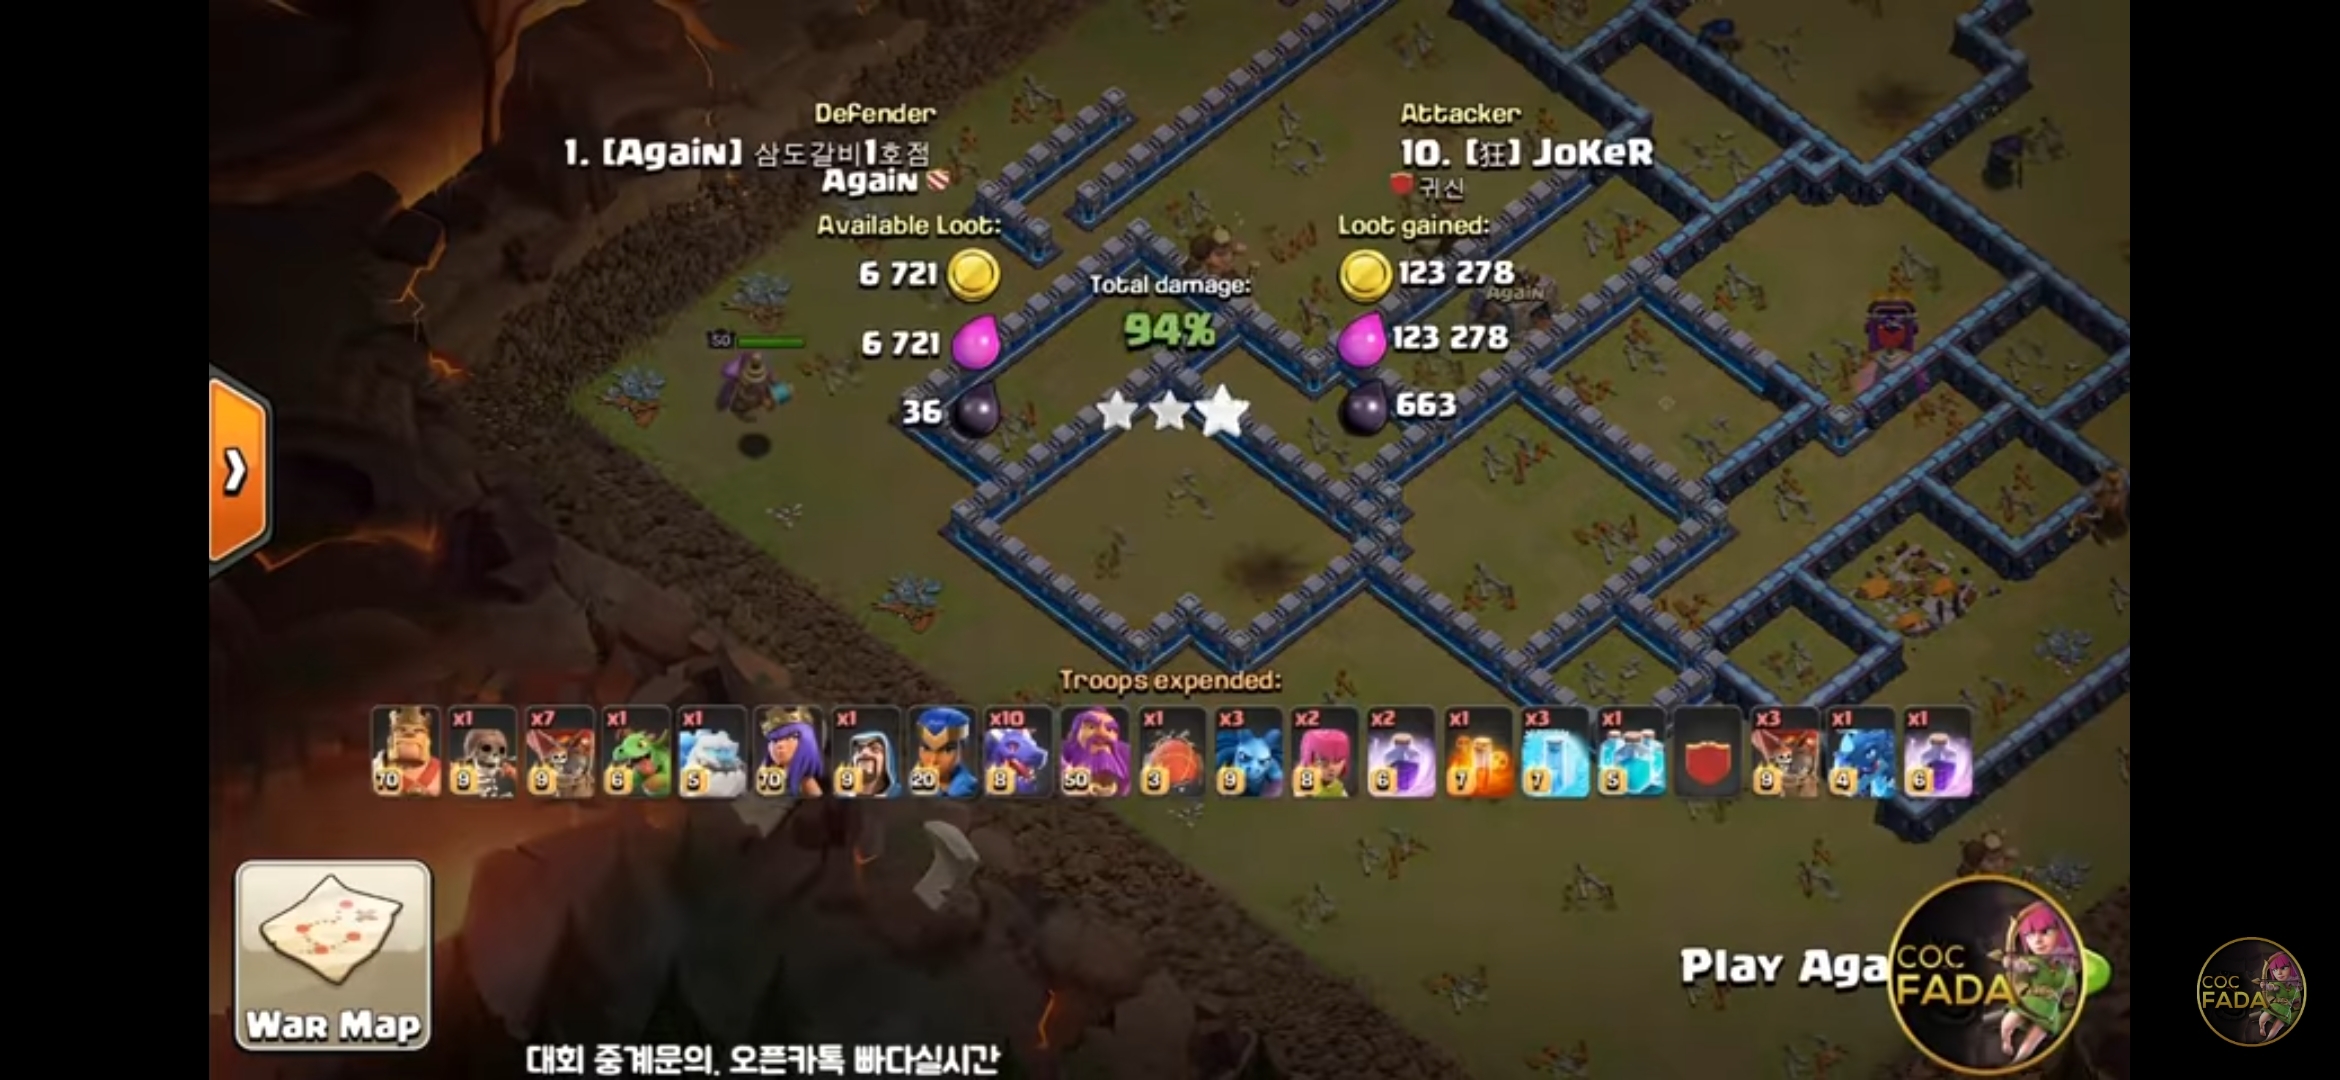 Defender
1. [AgaiN] 삼도갈비1호점
AgaiN
Available Loot:
6 721
6 721
36
Attacker
10. [狂] JoKeR
귀신
Loot gained:
123 278
123 278
663
Total damage:
94%
AgaiN
50
Troops expended:
x1 x7 x1 x1 x1 x10 x1 x3 x2 x2 x1 x3 x1 x3 x1 x1
70 9 9 6 5 70 9 20 8 50 3 9 8 6 7 7 5 9 4 6
War Map
Play Aga
COC
FADA
COC
FADA
대회 중계문의. 오픈카톡 빠다실시간